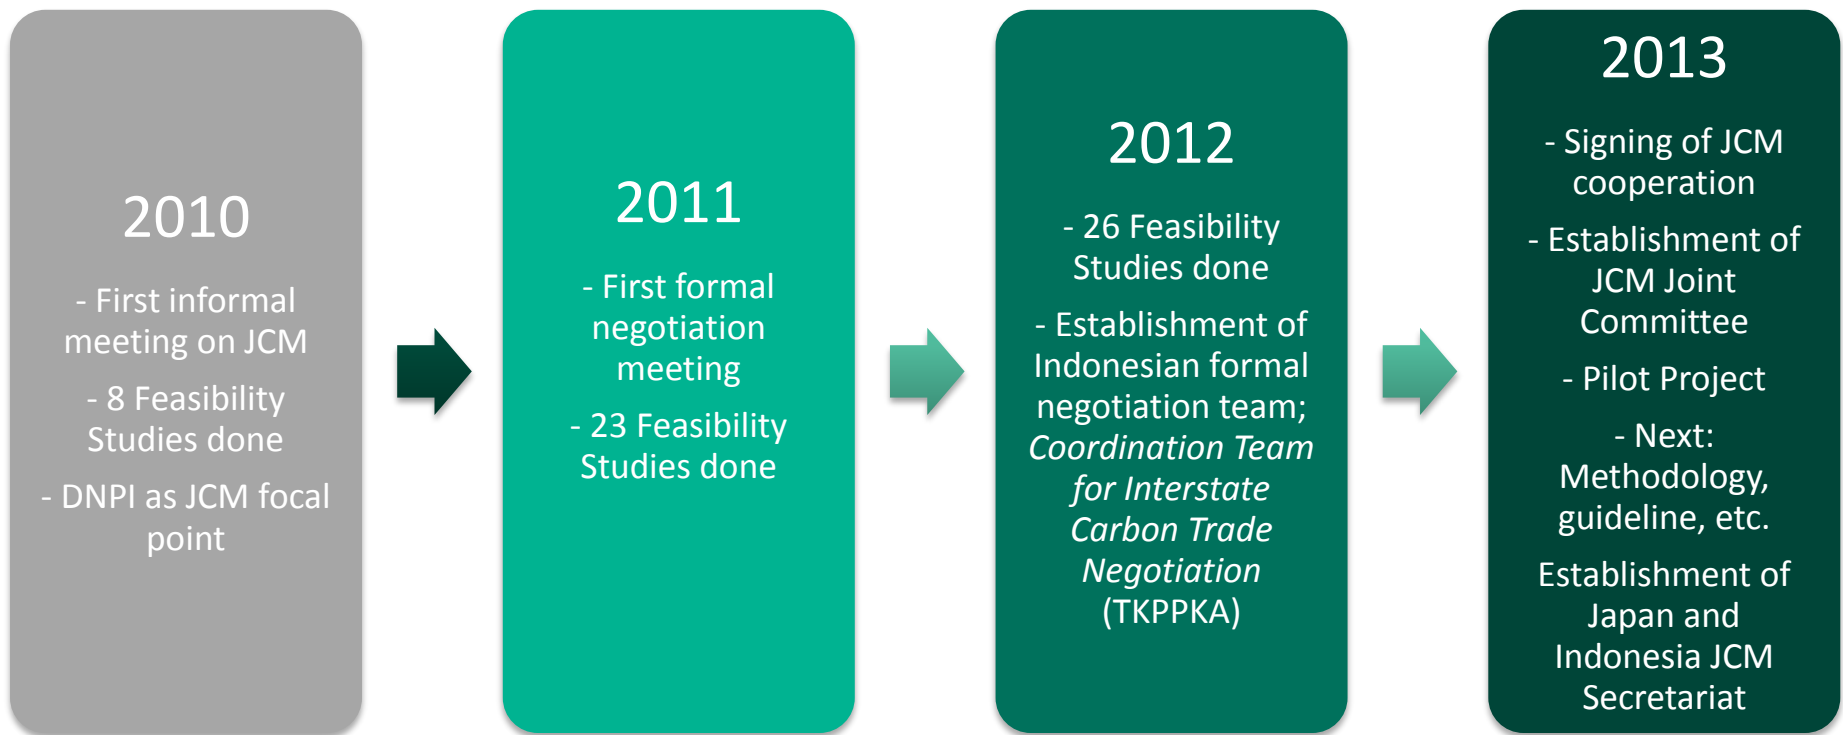 2010
- First informal
meeting on JCM
- 8 Feasibility
Studies done
- DNPI as JCM focal
point
2011
- First formal
negotiation
meeting
- 23 Feasibility
Studies done
2012
- 26 Feasibility
Studies done
- Establishment of
Indonesian formal
negotiation team;
Coordination Team
for Interstate
Carbon Trade
Negotiation
(TKPPKA)
2013
- Signing of JCM
cooperation
- Establishment of
JCM Joint
Committee
- Pilot Project
- Next:
Methodology,
guideline, etc.
Establishment of
Japan and
Indonesia JCM
Secretariat